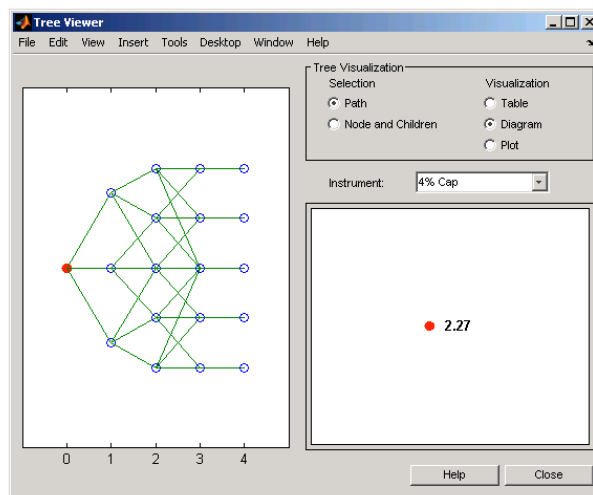 Tree Viewer
File Edit View Insert Tools Desktop Window Help
Tree Visualization
Selection
Visualization
Path
Table
Node and Children
Diagram
Plot
Instrument:
4% Cap
2.27
0 1 2 3 4
Help
Close